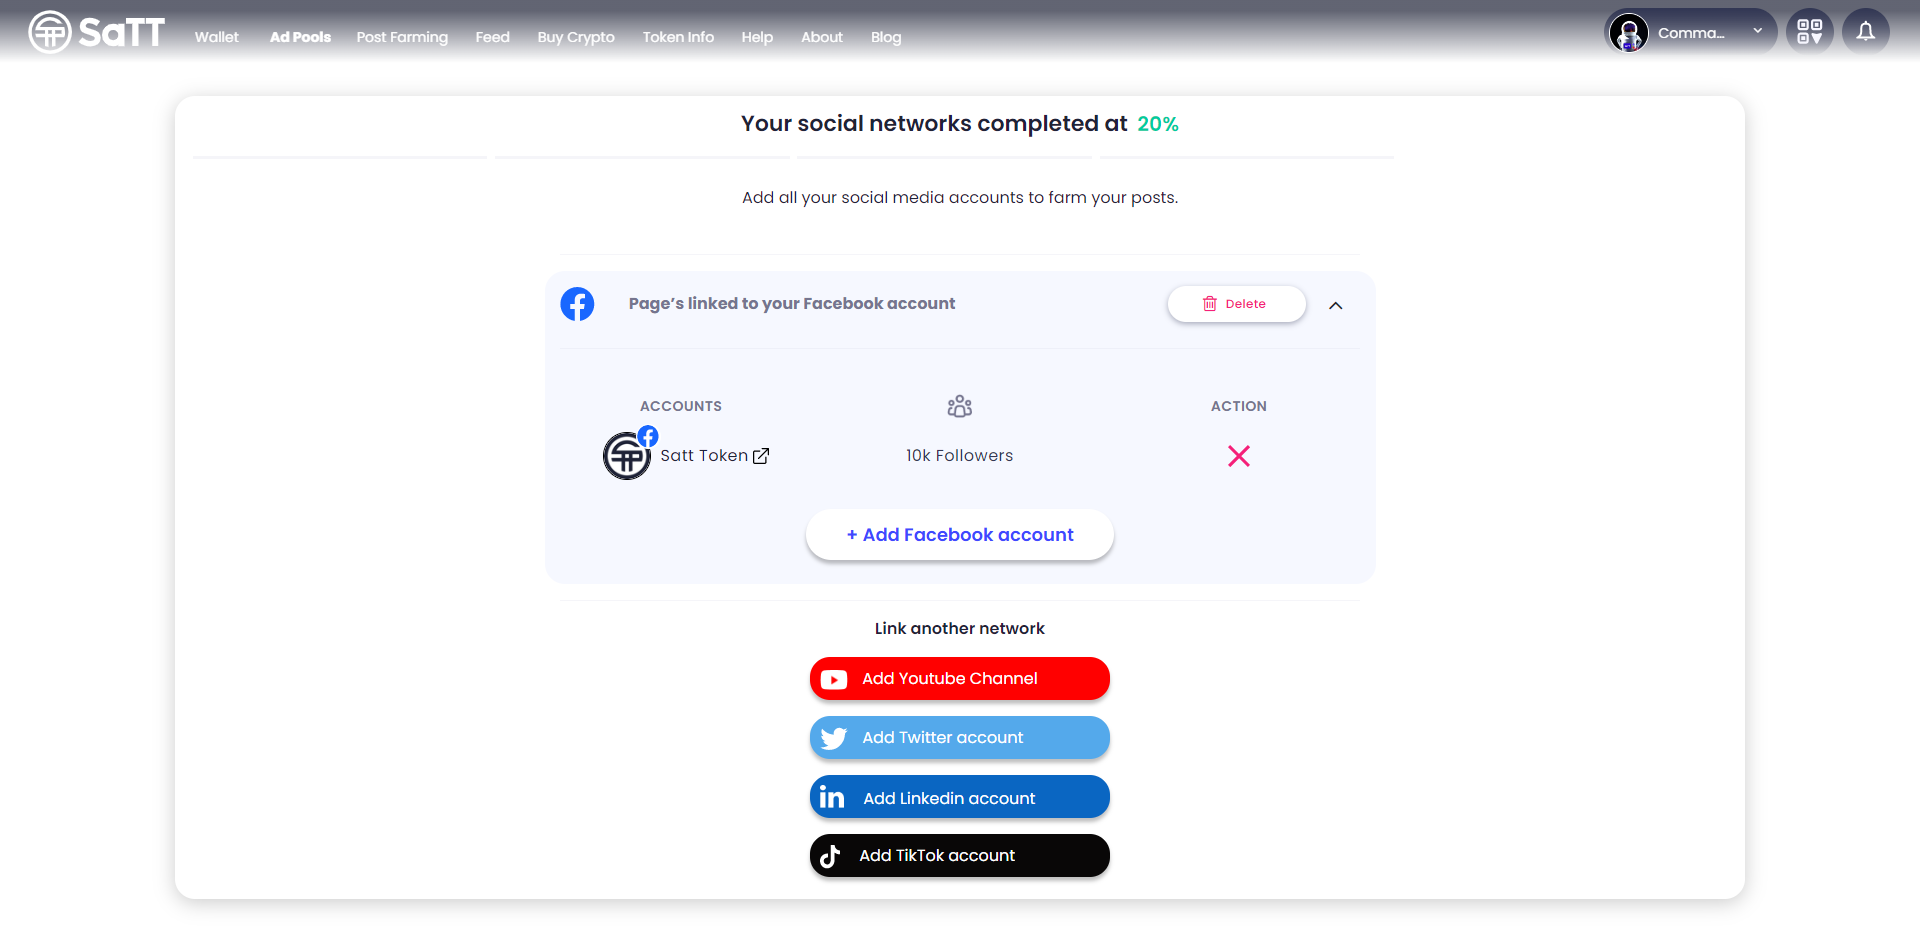 SaTT
Wallet
Ad Pools
Post Farming
Feed
Buy Crypto
Token Info
Help
About
Blog
Comma...
Your social networks completed at 20%
Add all your social media accounts to farm your posts.
Page’s linked to your Facebook account
Delete
ACCOUNTS
ACTION
Satt Token
10k Followers
+ Add Facebook account
Link another network
Add Youtube Channel
Add Twitter account
in Add Linkedin account
Add TikTok account